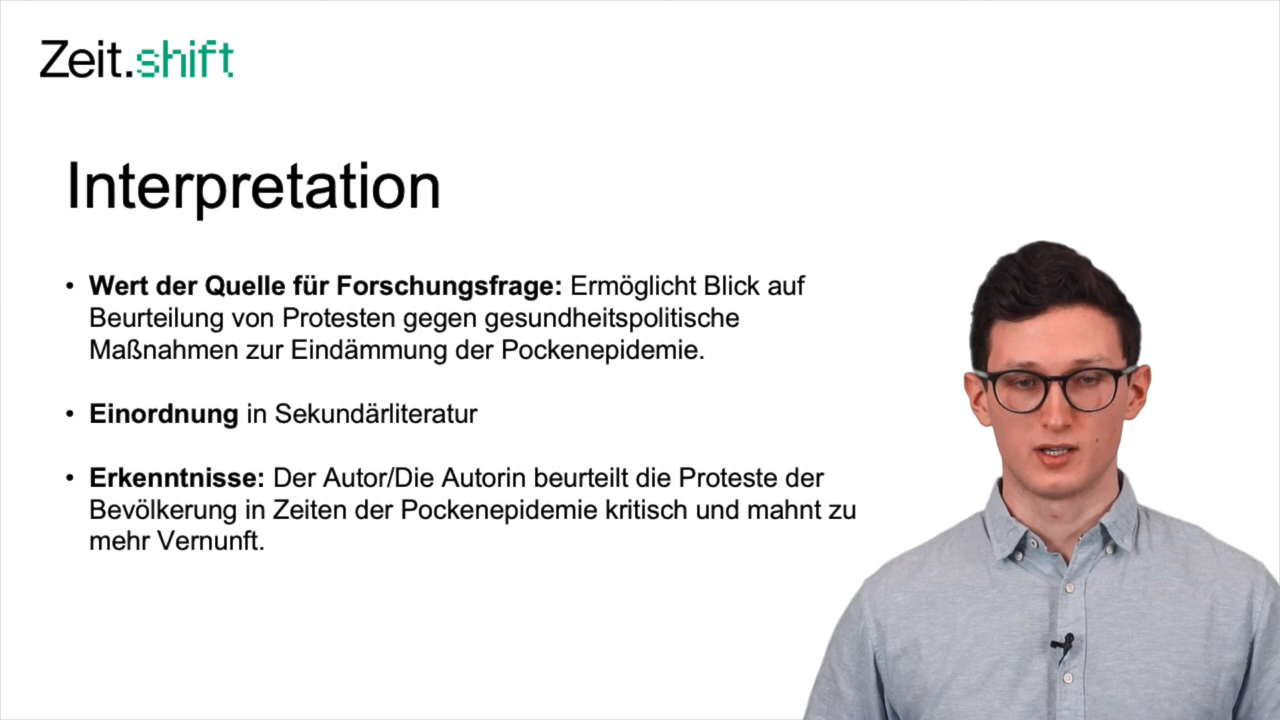 Zeit.shift
Interpretation
• Wert der Quelle für Forschungsfrage: Ermöglicht Blick auf
Beurteilung von Protesten gegen gesundheitspolitische
Maßnahmen zur Eindämmung der Pockenepidemie.
• Einordnung in Sekundärliteratur
• Erkenntnisse: Der Autor/Die Autorin beurteilt die Proteste der
Bevölkerung in Zeiten der Pockenepidemie kritisch und mahnt zu
mehr Vernunft.